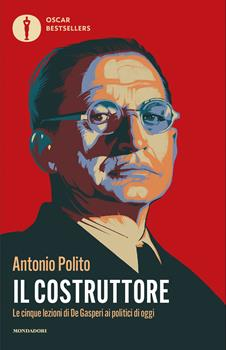 OSCAR
BESTSELLERS
Antonio Polito
IL COSTRUTTORE
Le cinque lezioni di De Gasperi ai politici di oggi
MONDADORI